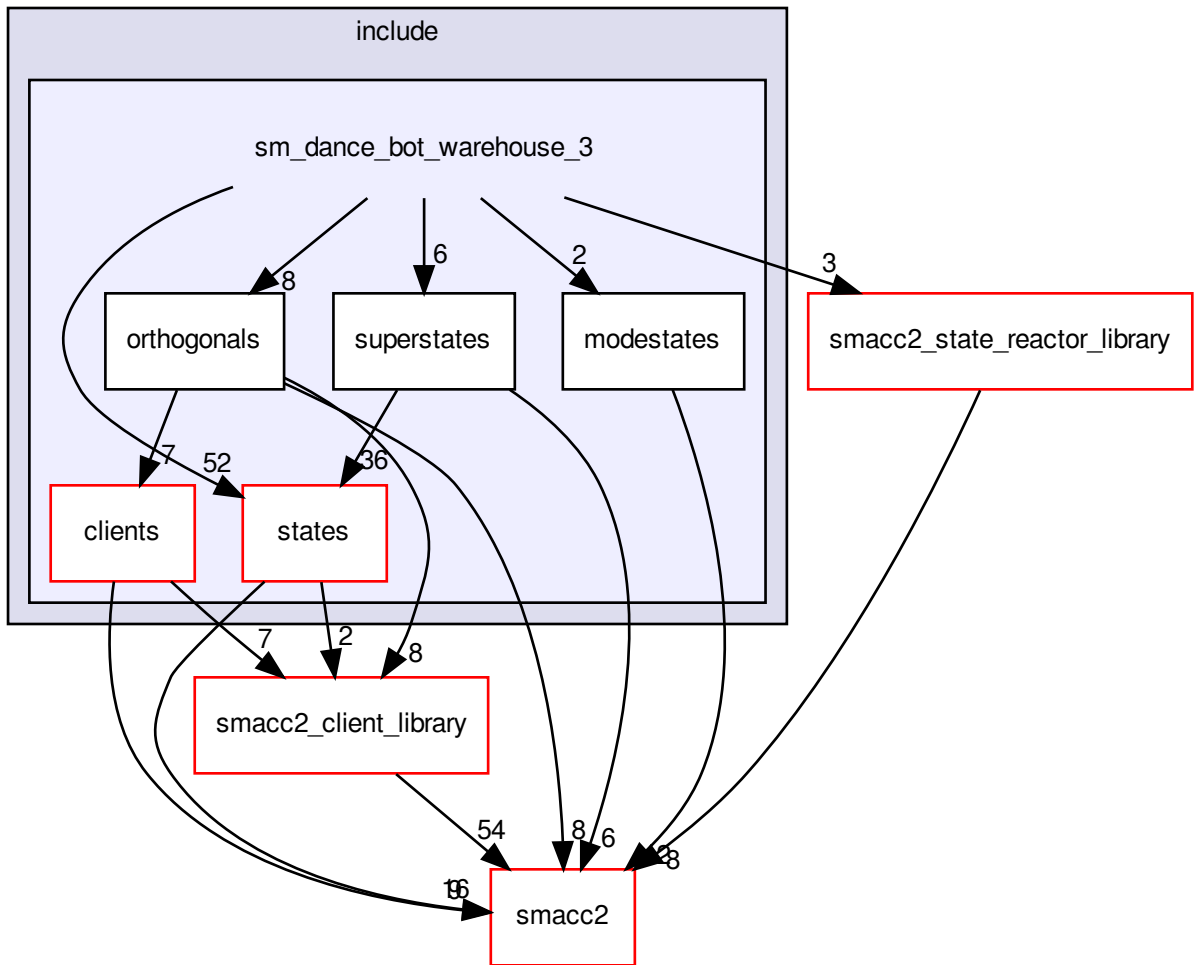 include
sm_dance_bot_warehouse_3
8
6
2
3
orthogonals
superstates
modestates
smacc2_state_reactor_library
7
52
36
clients
states
7
2
8
smacc2_client_library
54
8
6
8
smacc2